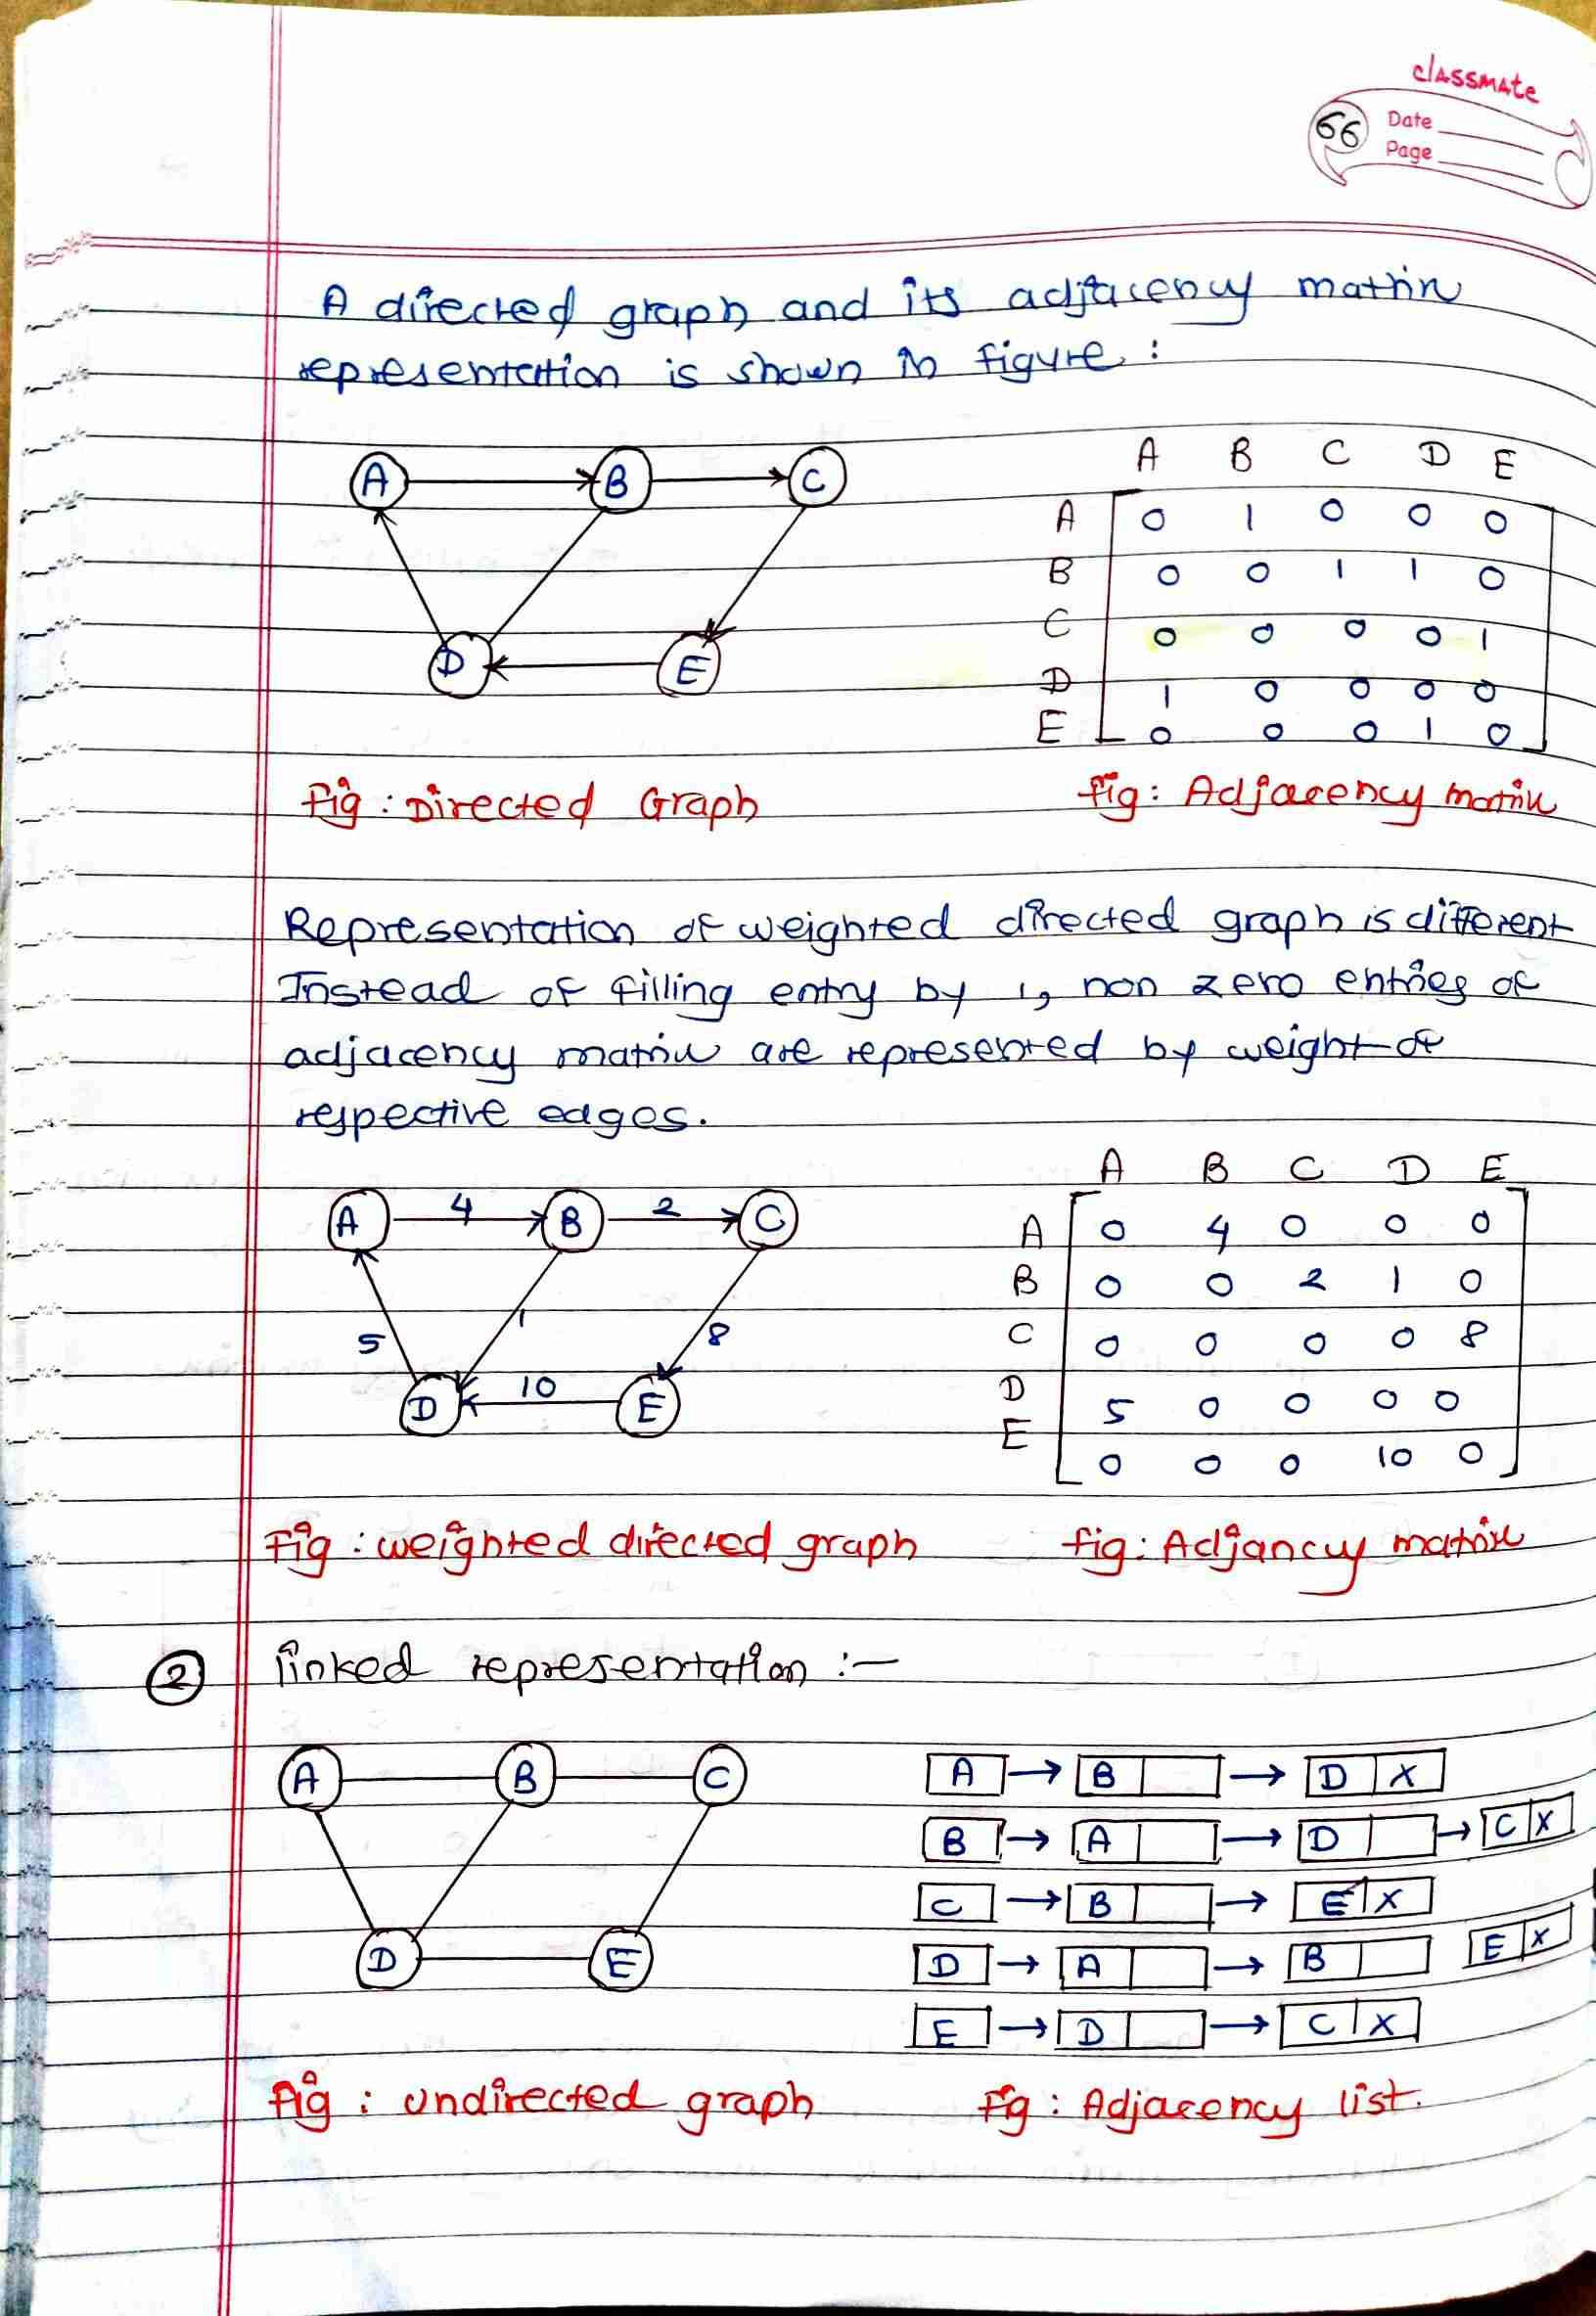 classmate
66
Date
Page
A directed graph and its adjacency matrix
representation is shown in figure :
A B C
D E
A B C D E
A 0 1 0 0 0
B 0 0 1 1 0
C 0 0 0 0 1
D 1 0 0 0 0
E 0 0 0 1 0
Fig : Directed Graph
fig : Adjacency matrix
Representation of weighted directed graph is different
Instead of filling entry by 1, non zero entries of
adjacency matrix are represented by weight of
respective edges.
A 4 B 2 C
5 1 8
D 10 E
A B C D E
A 0 4 0 0 0
B 0 0 2 1 0
C 0 0 0 0 8
D 5 0 0 0 0
E 0 0 0 10 0
Fig : weighted directed graph
fig : Adjancy matrix
② linked representation :-
A B C
D E
A → B → D X
B → A → D → C X
C → B → E X
D → A → B E X
E → D → C X
Fig : undirected graph
Fig : Adjacency list.